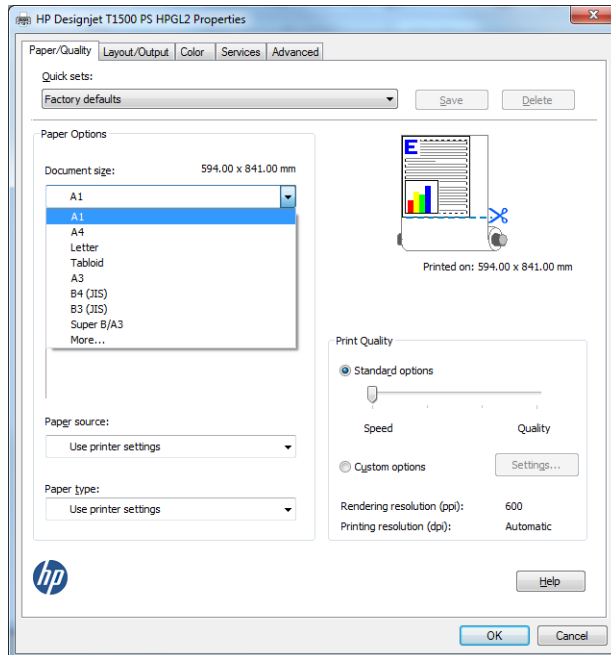 HP Designjet T1500 PS HPGL2 Properties
Paper/Quality Layout/Output Color Services Advanced
Quick sets:
Factory defaults
Save
Delete
Paper Options
Document size:
594.00 x 841.00 mm
A1
A1
A4
Letter
Tabloid
A3
B4 (JIS)
B3 (JIS)
Super B/A3
More...
Paper source:
Use printer settings
Paper type:
Use printer settings
E
Printed on: 594.00 x 841.00 mm
Print Quality
Standard options
Speed
Quality
Custom options
Settings...
Rendering resolution (ppi): 600
Printing resolution (dpi): Automatic
hp
Help
OK
Cancel